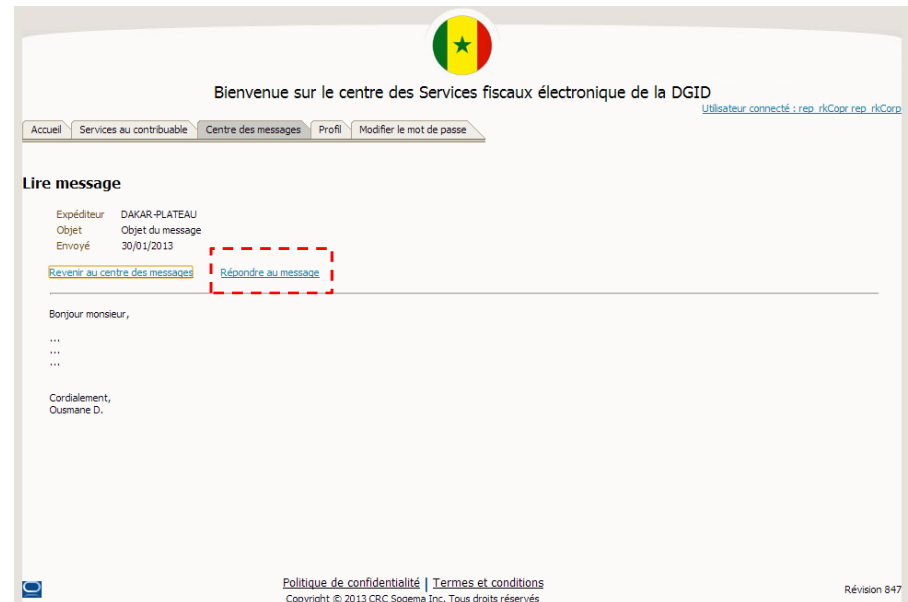 Bienvenue sur le centre des Services fiscaux électronique de la DGID
Utilisateur connecté : rep_rkCopr rep_rkCorp
Accueil Services au contribuable Centre des messages Profil Modifier le mot de passe
Lire message
Expéditeur DAKAR-PLATEAU
Objet Objet du message
Envoyé 30/01/2013
Revenir au centre des messages Répondre au message
Bonjour monsieur,
...
...
...
Cordialement,
Ousmane D.
Politique de confidentialité | Termes et conditions
Copyright © 2013 CRC Sogema Inc. Tous droits réservés
Révision 847